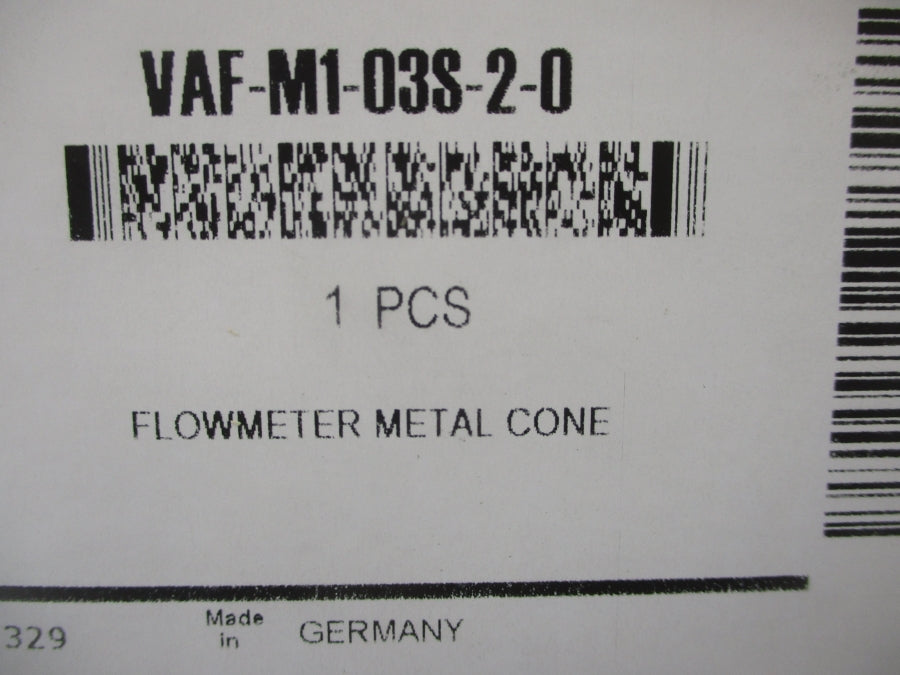 VAF-M1-03S-2-0
1 PCS
FLOWMETER METAL CONE
329
Made in
GERMANY